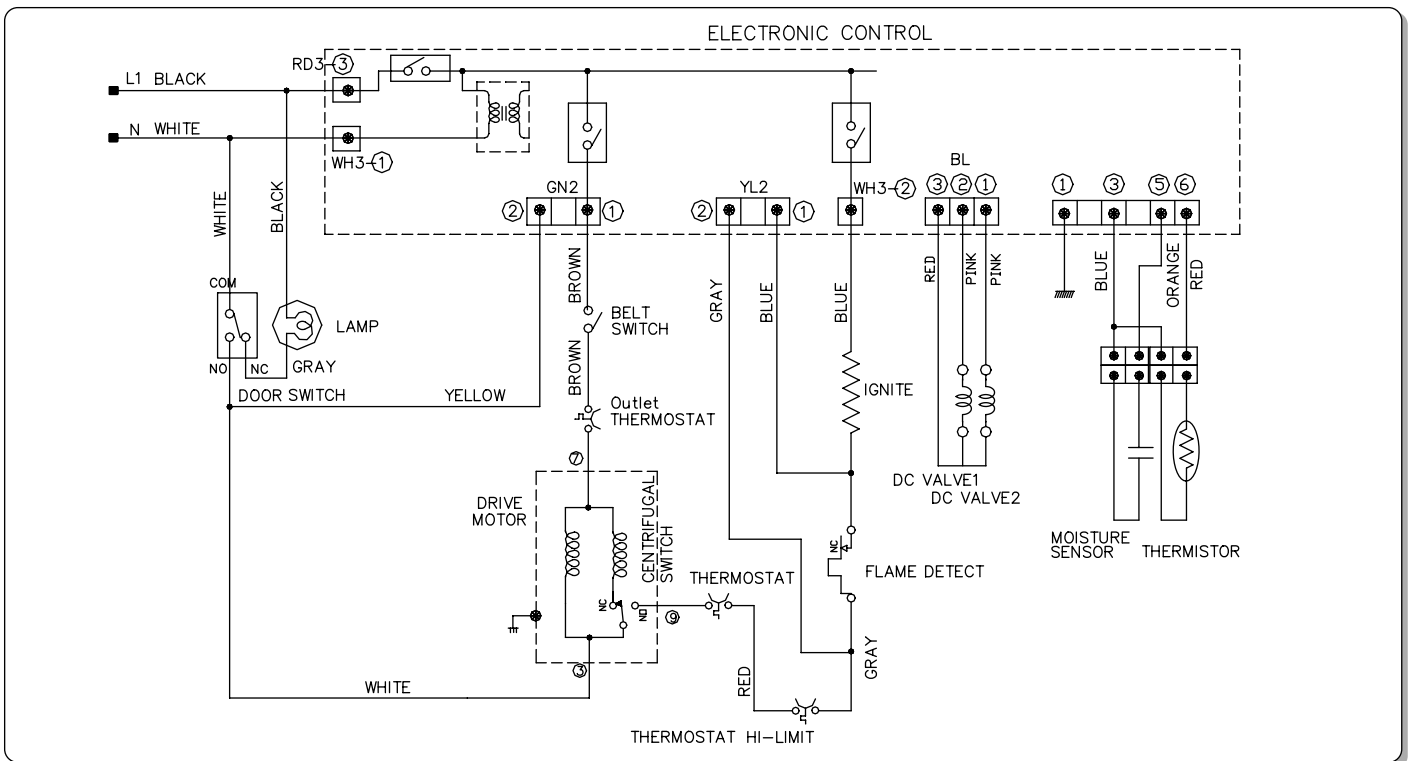 ELECTRONIC CONTROL
RD3-③
L1 BLACK
N WHITE
WH3-①
BL
GN2
YL2
WH3-②
③ ② ①
① ③ ⑤ ⑥
② ①
② ①
WHITE
BLACK
BROWN
GRAY
BLUE
BLUE
RED
PINK
PINK
BLUE
ORANGE
RED
COM
LAMP
BELT
SWITCH
NO
NC
GRAY
DOOR SWITCH
YELLOW
BROWN
IGNITE
Outlet
THERMOSTAT
⑦
DC VALVE1
DC VALVE2
DRIVE
MOTOR
CENTRIFUGAL
SWITCH
MOISTURE
SENSOR
THERMISTOR
NC
FLAME DETECT
THERMOSTAT
NC
NO
⑨
③
GRAY
RED
WHITE
THERMOSTAT HI-LIMIT